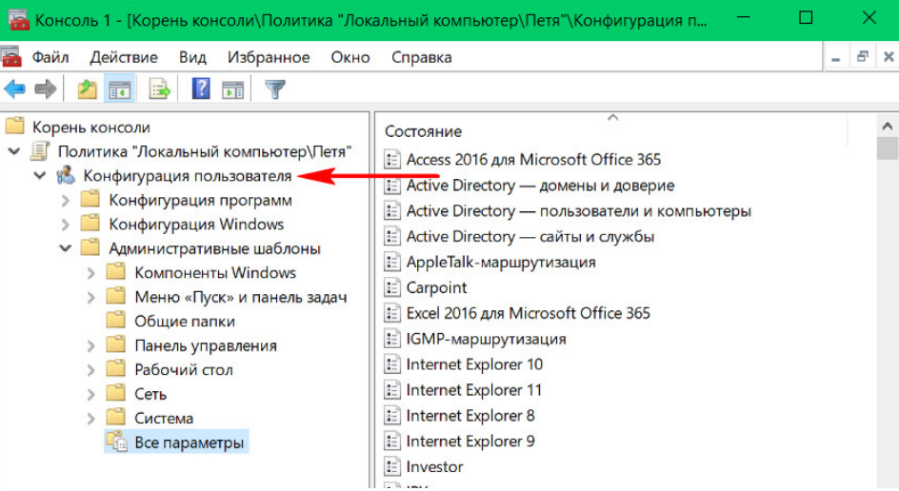 Консоль 1 - [Корень консоли\Политика "Локальный компьютер\Петя"\Конфигурация п...
Файл Действие Вид Избранное Окно Справка
Корень консоли
Политика "Локальный компьютер\Петя"
Конфигурация пользователя
Конфигурация программ
Конфигурация Windows
Административные шаблоны
Компоненты Windows
Меню «Пуск» и панель задач
Общие папки
Панель управления
Рабочий стол
Сеть
Система
Все параметры
Состояние
Access 2016 для Microsoft Office 365
Active Directory — домены и доверие
Active Directory — пользователи и компьютеры
Active Directory — сайты и службы
AppleTalk-маршрутизация
Carpoint
Excel 2016 для Microsoft Office 365
IGMP-маршрутизация
Internet Explorer 10
Internet Explorer 11
Internet Explorer 8
Internet Explorer 9
Investor